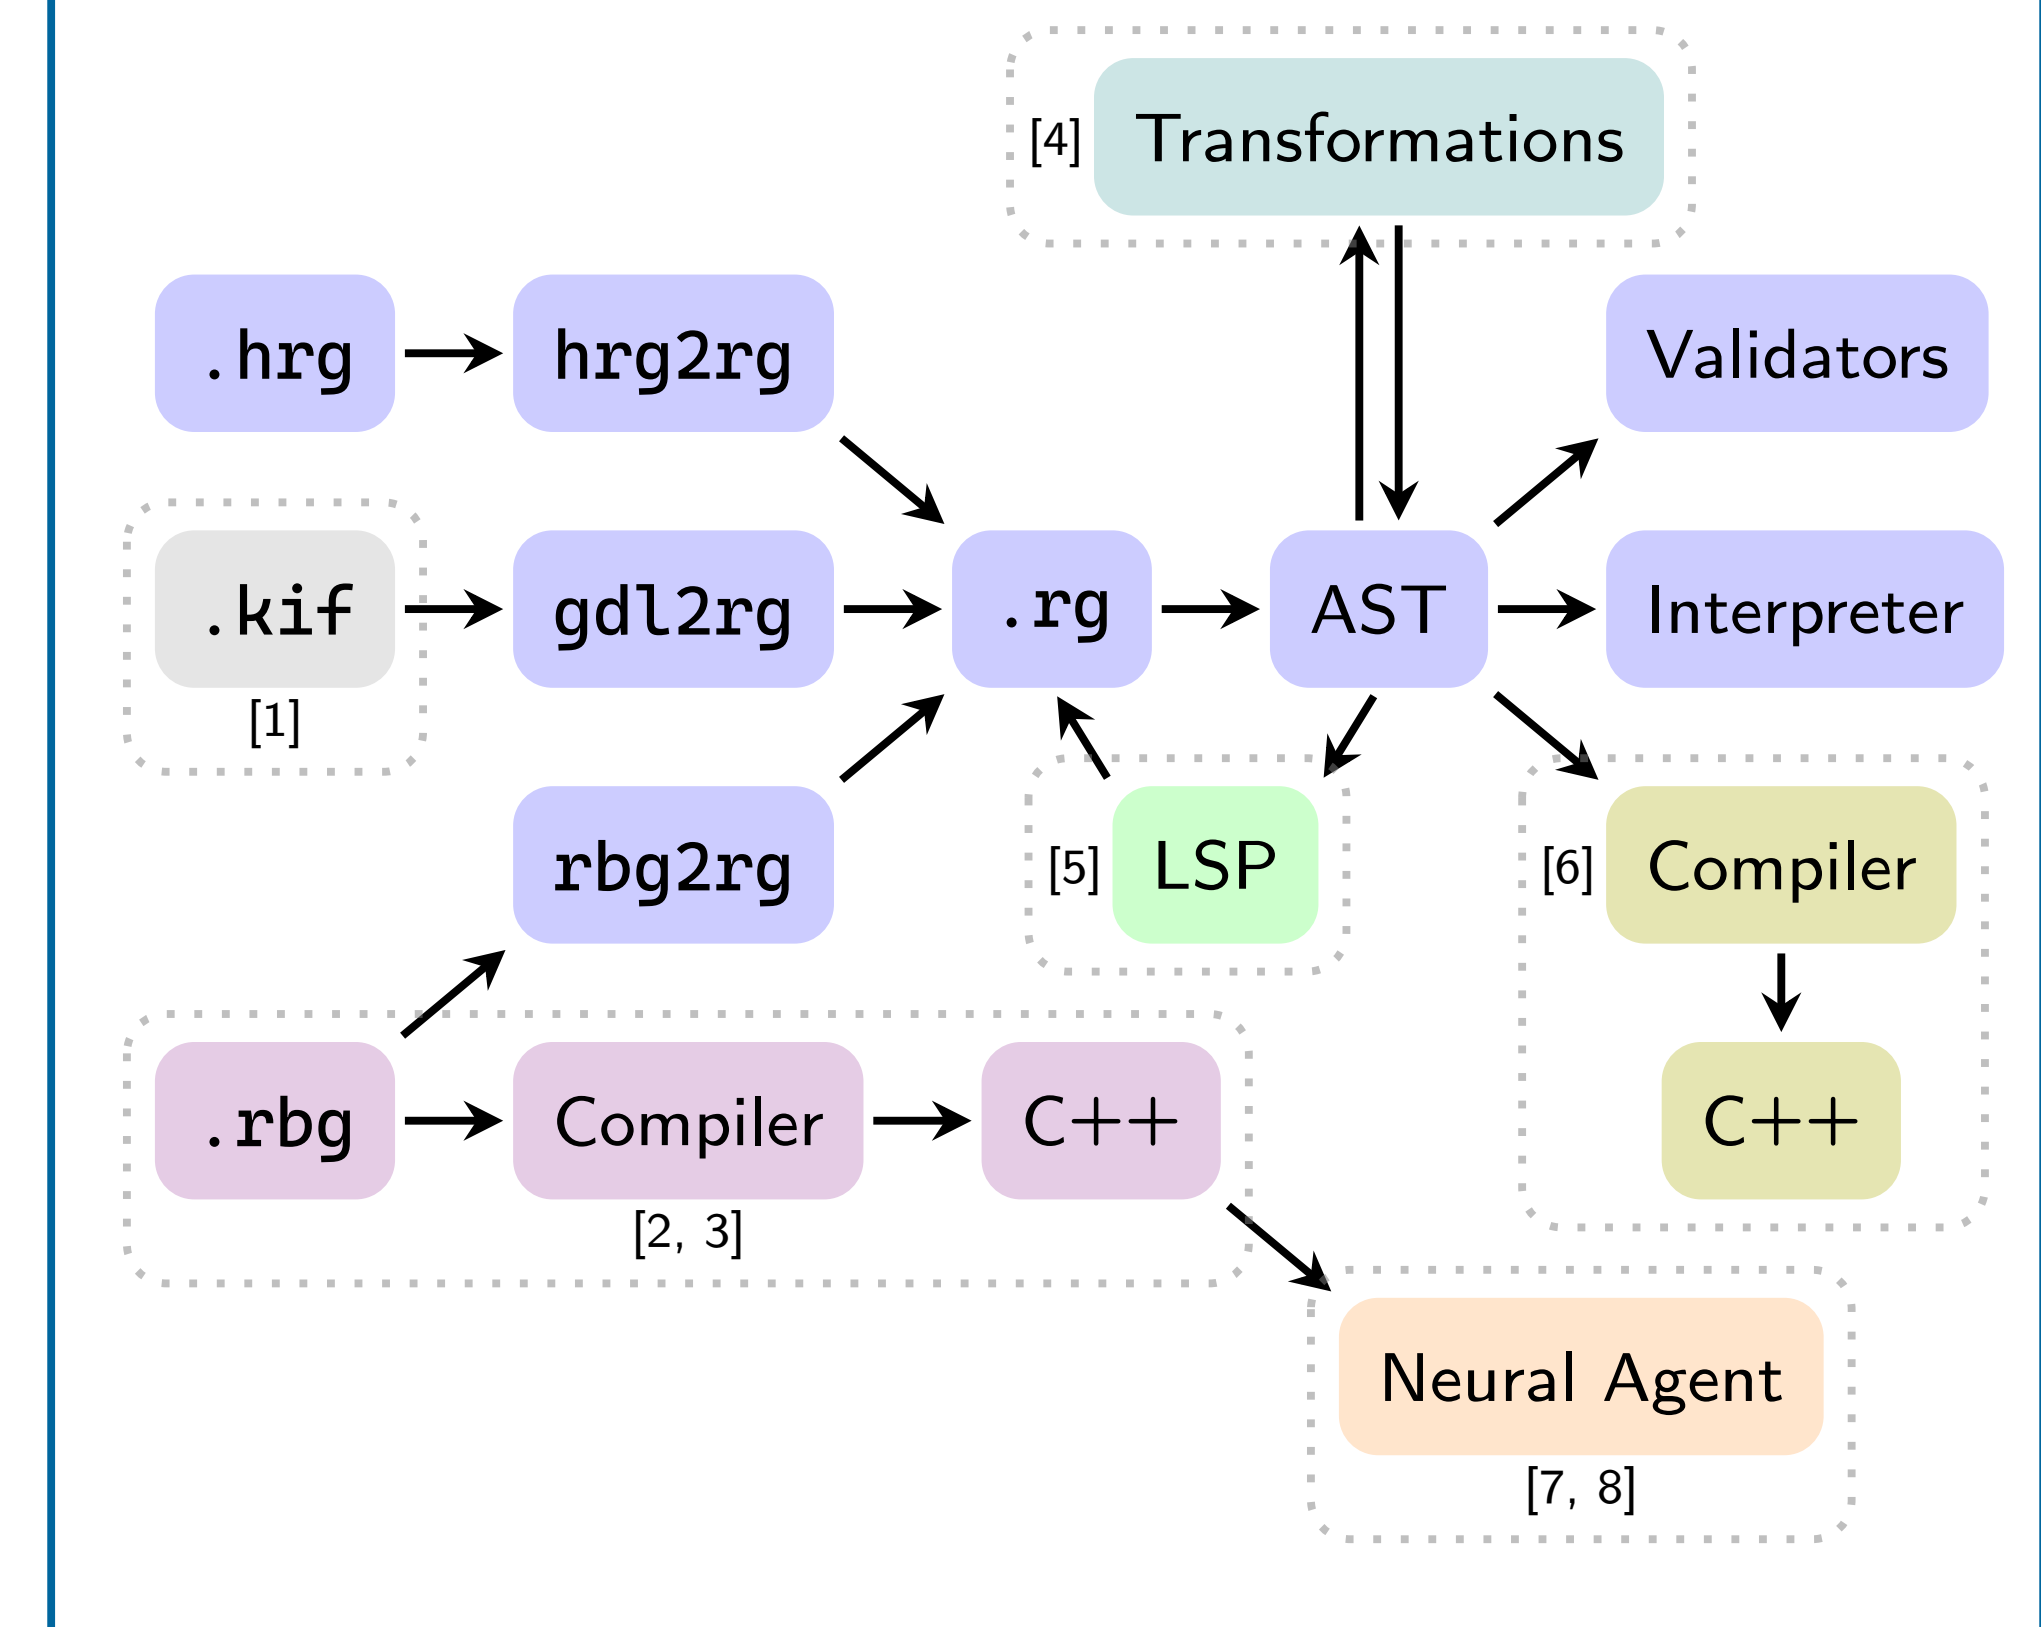 [4] Transformations
.hrg hrg2rg Validators
.kif gdl2rg .rg AST Interpreter
[1]
rbg2rg [5] LSP [6] Compiler
.rbg Compiler C++ C++
[2, 3]
Neural Agent
[7, 8]